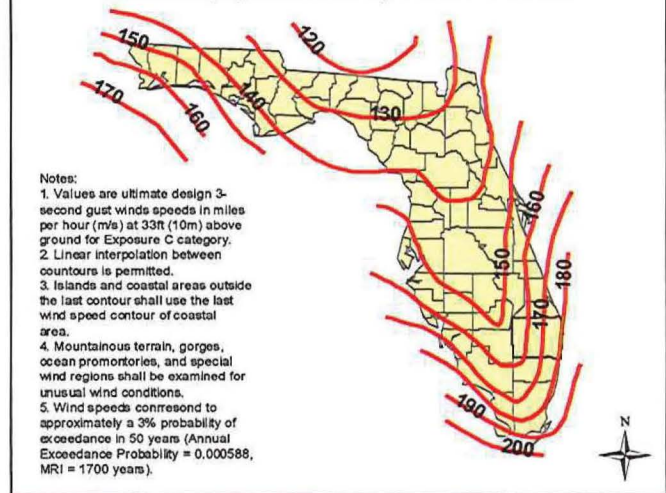 120
150
140
130
170
160
Notes:
1. Values are ultimate design 3-
second gust winds speeds in miles
per hour (m/s) at 33ft (10m) above
ground for Exposure C category.
2. Linear interpolation between
countours is permitted.
3. Islands and coastal areas outside
the last contour shall use the last
wind speed contour of coastal
area.
4. Mountainous terrain, gorges,
ocean promontories, and special
wind regions shall be examined for
unusual wind conditions.
5. Wind speeds conrresond to
approximately a 3% probability of
exceedance in 50 years (Annual
Exceedance Probability = 0.000588,
MRI = 1700 years).
160
150
180
170
190
200
N